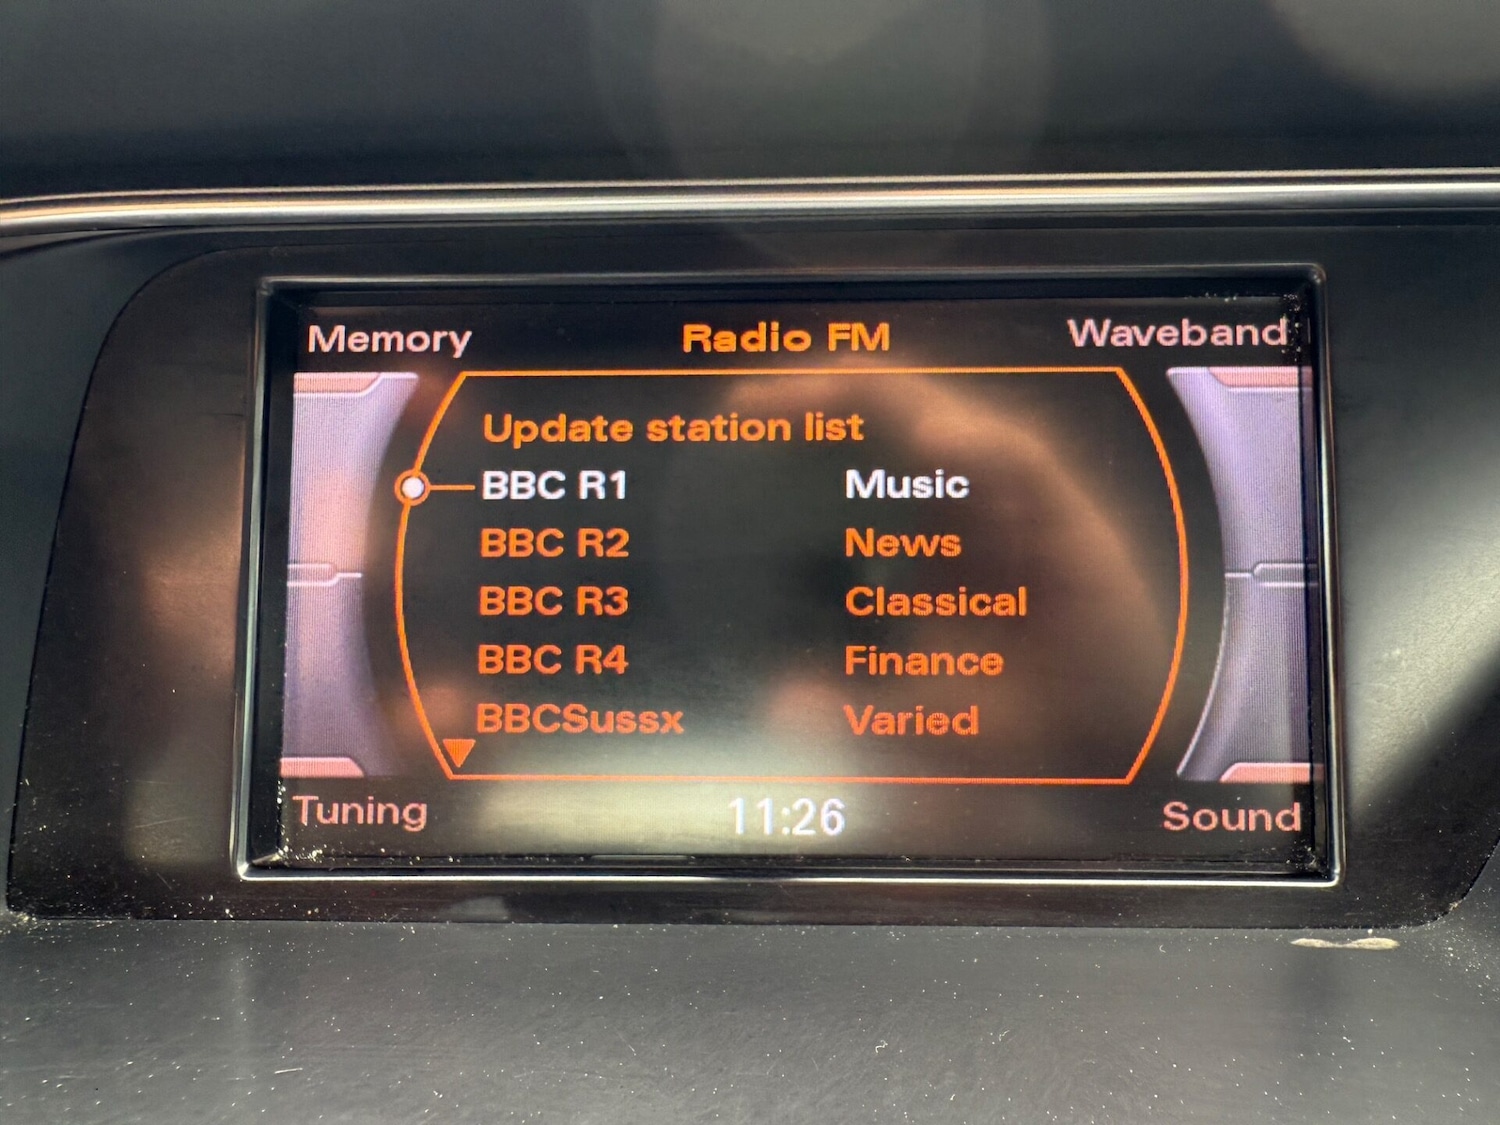 Memory Radio FM Waveband
Update station list
BBC R1 Music
BBC R2 News
BBC R3 Classical
BBC R4 Finance
BBCSussx Varied
Tuning 11:26 Sound